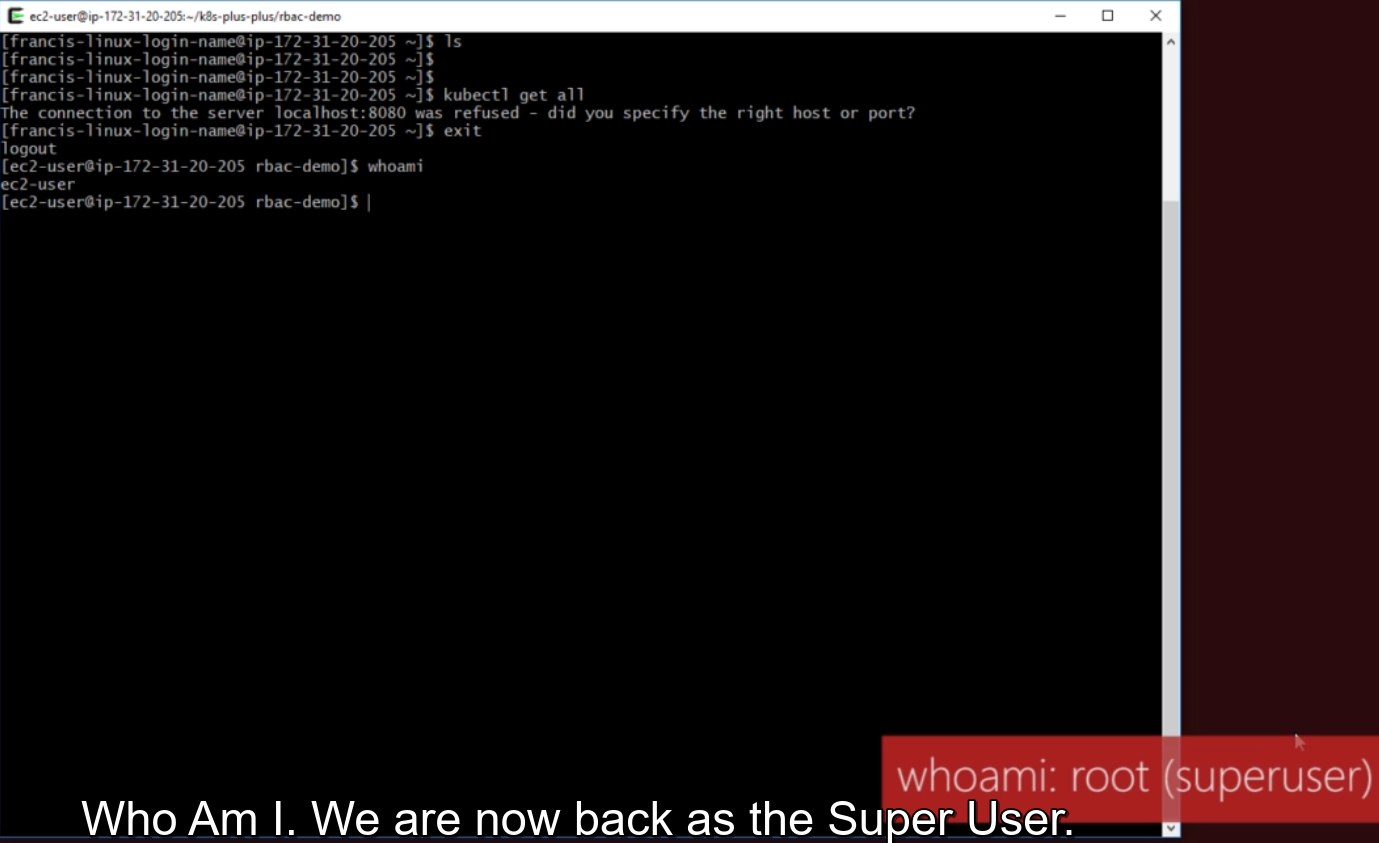 ec2-user@ip-172-31-20-205:~/k8s-plus-plus/rbac-demo
[francis-linux-login-name@ip-172-31-20-205 ~]$ ls
[francis-linux-login-name@ip-172-31-20-205 ~]$
[francis-linux-login-name@ip-172-31-20-205 ~]$
[francis-linux-login-name@ip-172-31-20-205 ~]$ kubectl get all
The connection to the server localhost:8080 was refused - did you specify the right host or port?
[francis-linux-login-name@ip-172-31-20-205 ~]$ exit
logout
[ec2-user@ip-172-31-20-205 rbac-demo]$ whoami
ec2-user
[ec2-user@ip-172-31-20-205 rbac-demo]$
whoami: root (superuser)
Who Am I. We are now back as the Super User.